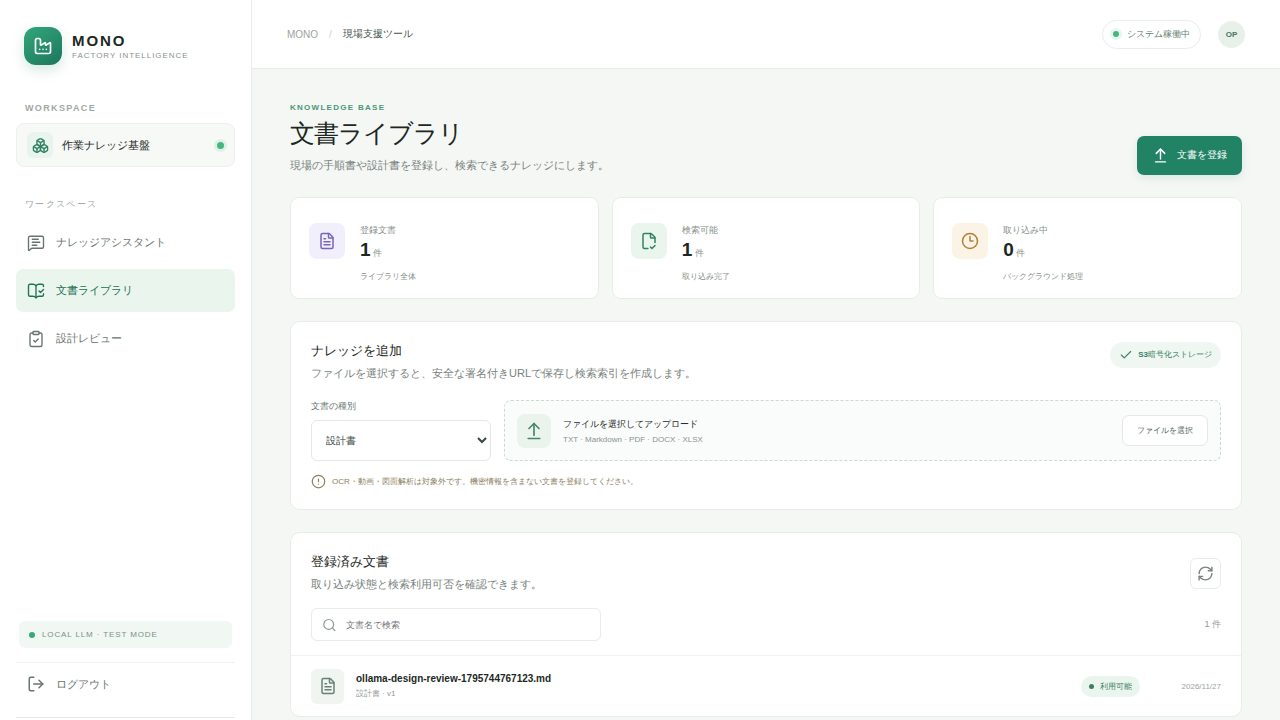 MONO
FACTORY INTELLIGENCE
WORKSPACE
作業ナレッジ基盤
ワークスペース
ナレッジアシスタント
文書ライブラリ
設計レビュー
LOCAL LLM · TEST MODE
ログアウト
MONO / 現場支援ツール
システム稼働中
OP
KNOWLEDGE BASE
文書ライブラリ
現場の手順書や設計書を登録し、検索できるナレッジにします。
文書を登録
登録文書
1 件
ライブラリ全体
検索可能
1 件
取り込み完了
取り込み中
0 件
バックグラウンド処理
ナレッジを追加
ファイルを選択すると、安全な署名付きURLで保存し検索索引を作成します。
S3暗号化ストレージ
文書の種別
設計書
ファイルを選択してアップロード
TXT · Markdown · PDF · DOCX · XLSX
ファイルを選択
OCR・動画・図面解析は対象外です。機密情報を含まない文書を登録してください。
登録済み文書
取り込み状態と検索利用可否を確認できます。
文書名で検索
1 件
ollama-design-review-1795744767123.md
設計書 · v1
利用可能
2026/11/27